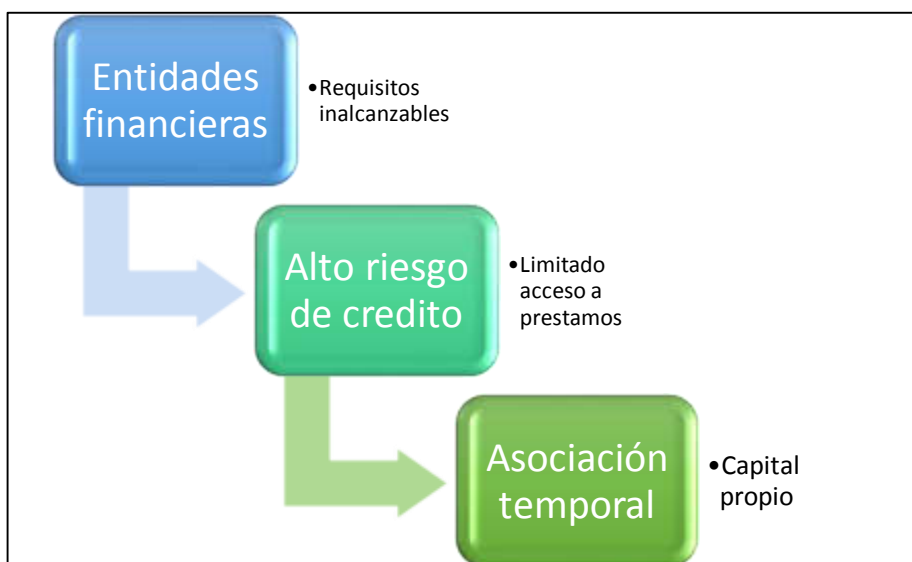 Entidades
financieras
•Requisitos
inalcanzables
Alto riesgo
de credito
•Limitado
acceso a
prestamos
Asociación
temporal
•Capital
propio